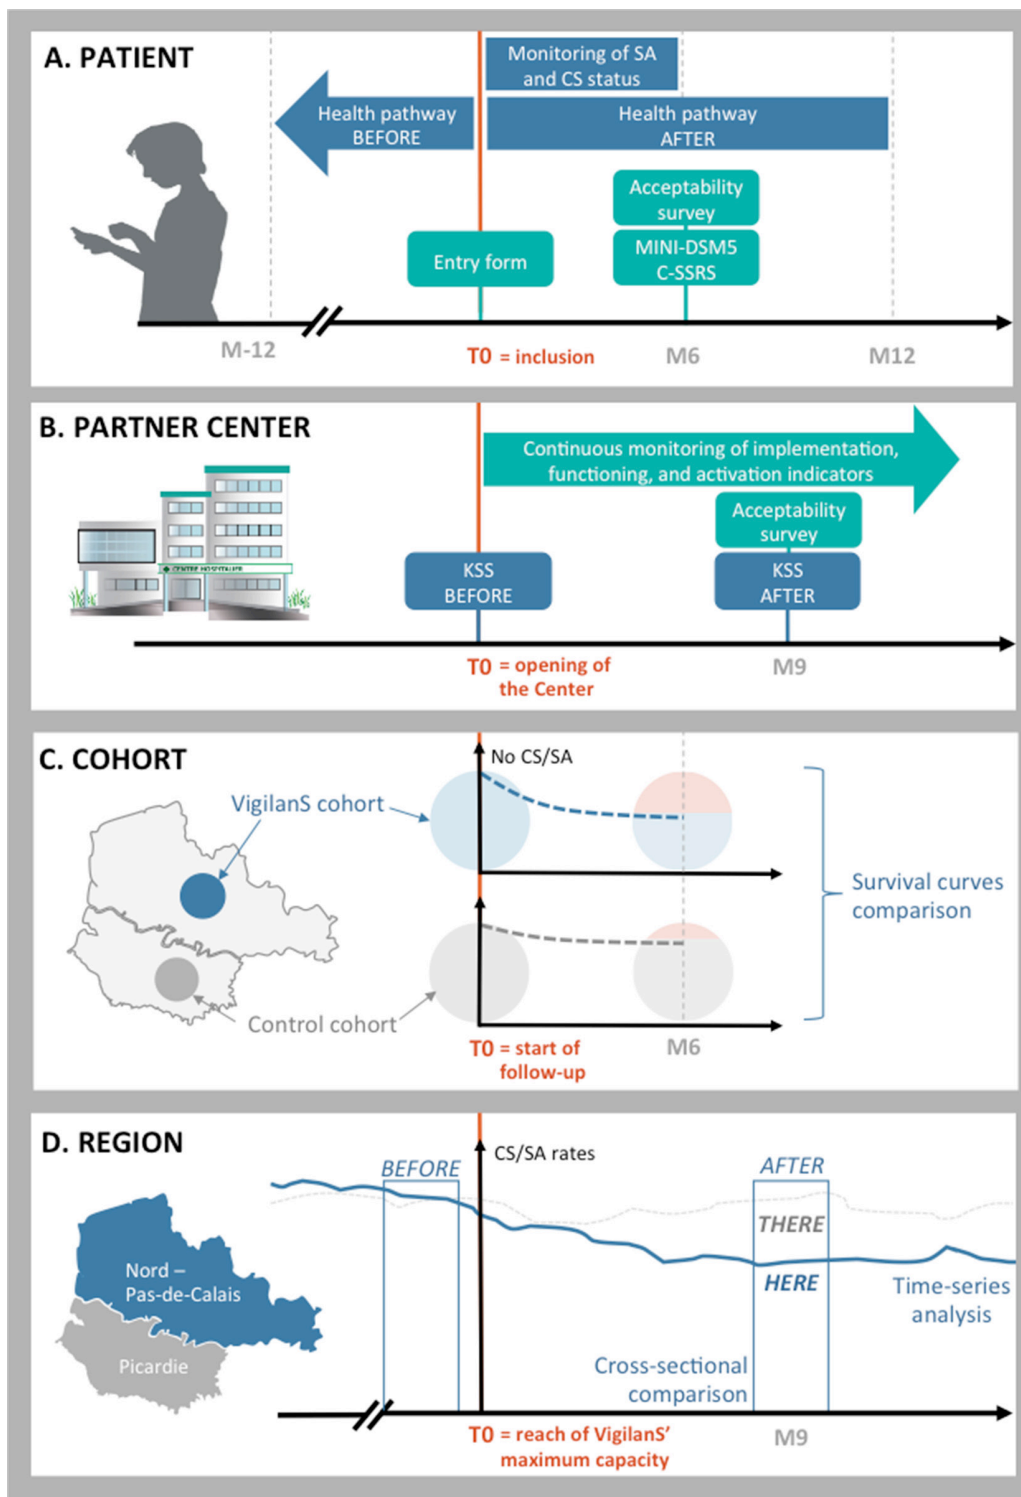 A. PATIENT
Monitoring of SA
and CS status
Health pathway
BEFORE
Health pathway
AFTER
Acceptability
survey
Entry form
MINI-DSM5
C-SSRS
M-12
T0 = inclusion
M6
M12
B. PARTNER CENTER
Continuous monitoring of implementation,
functioning, and activation indicators
Acceptability
survey
CENTRE HOSPITALIER
KSS
BEFORE
KSS
AFTER
T0 = opening of
the Center
M9
C. COHORT
No CS/SA
VigilanS cohort
Survival curves
comparison
Control cohort
T0 = start of
follow-up
M6
D. REGION
CS/SA rates
BEFORE
AFTER
THERE
HERE
Nord –
Pas-de-Calais
Time-series
analysis
Picardie
Cross-sectional
comparison
T0 = reach of VigilanS'
maximum capacity
M9